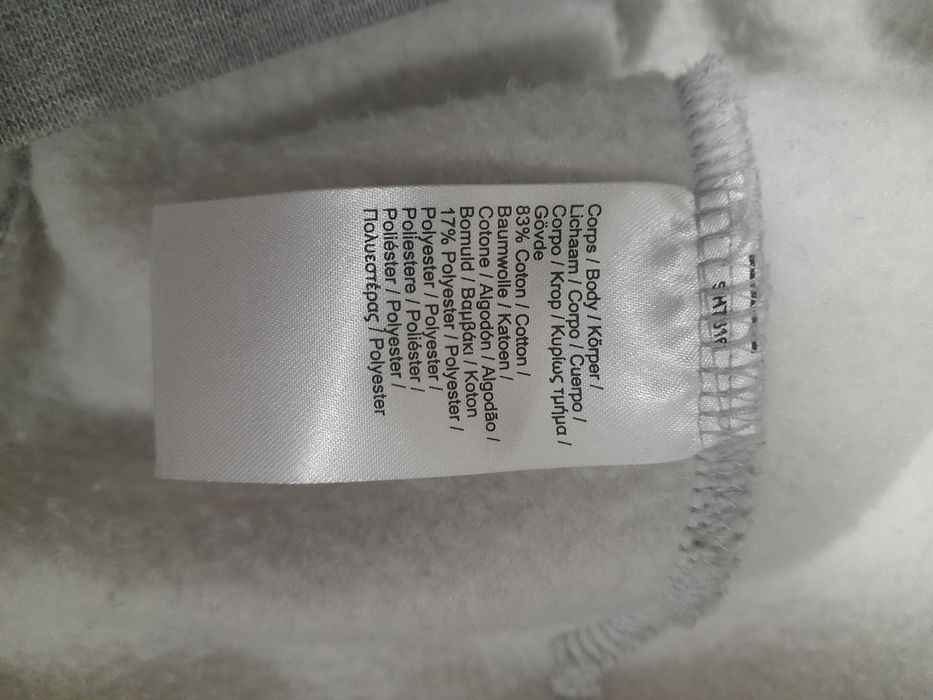 Corps / Body / Körper /
Lichaam / Corpo / Cuerpo /
Corpo / Krop / Κυρίως τμήμα /
Gövde
83% Coton / Cotton /
Baumwolle / Katoen /
Cotone / Algodón / Algodão /
Bomuld / Βαμβάκι / Koton
17% Polyester / Polyester /
Polyester / Polyester /
Poliestere / Poliéster /
Poliéster / Polyester /
Πολυεστέρας / Polyester